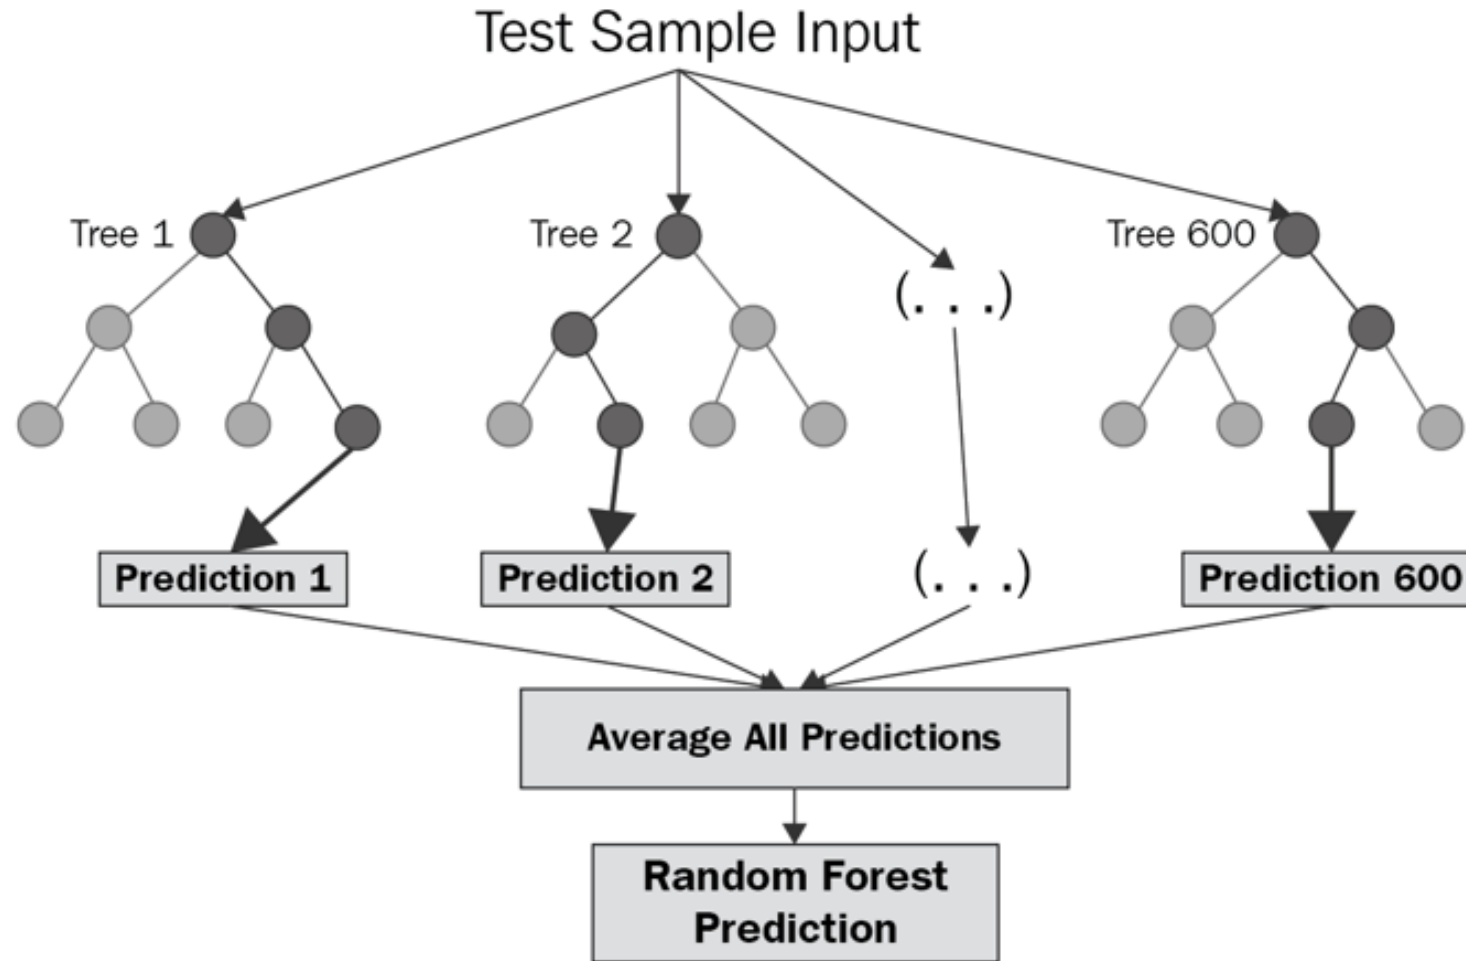 Test Sample Input
Tree 1
Tree 2
Tree 600
(. . .)
Prediction 1
Prediction 2
(. . .)
Prediction 600
Average All Predictions
Random Forest
Prediction